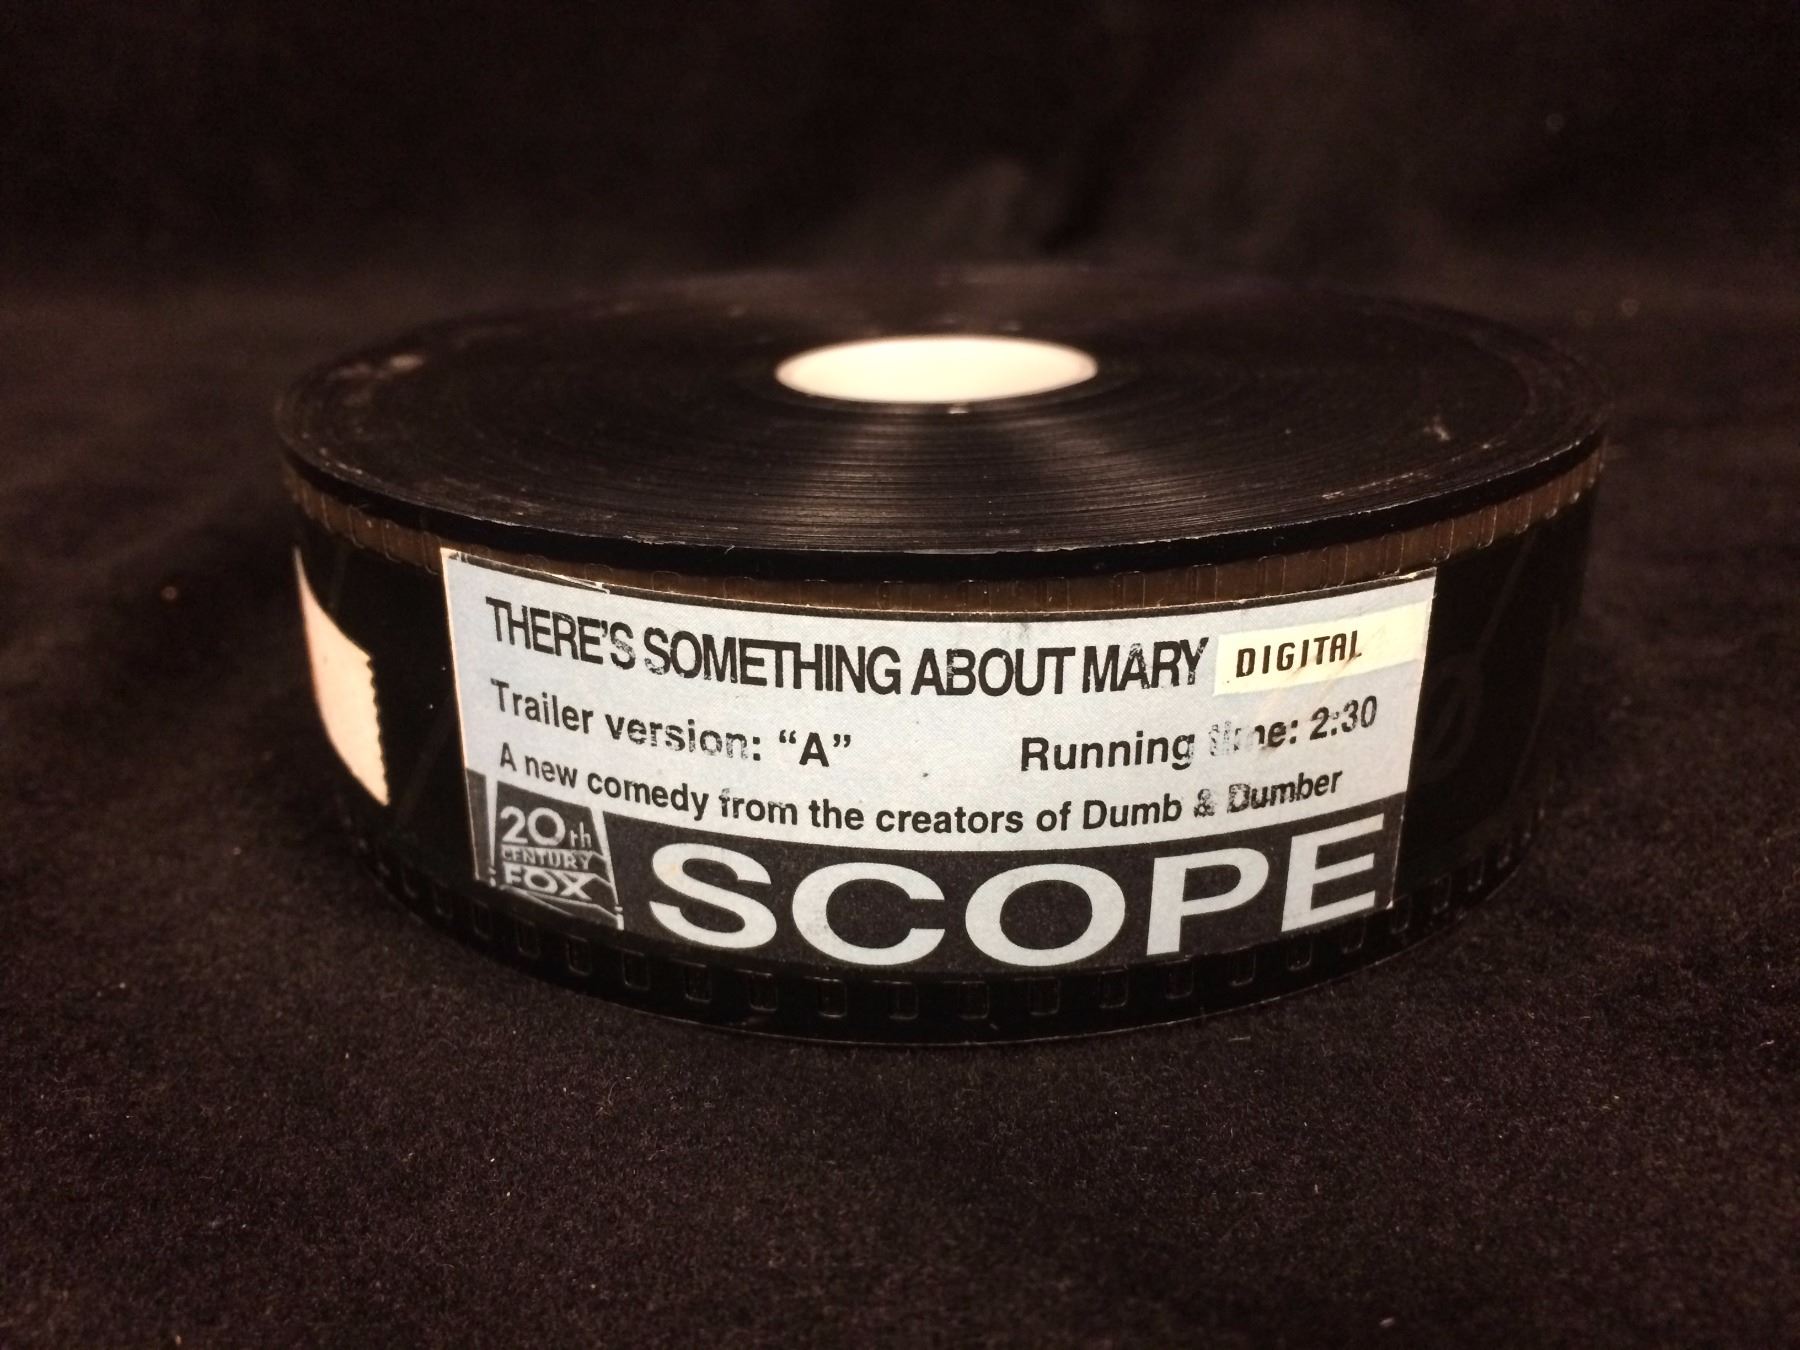 THERE'S SOMETHING ABOUT MARY DIGITAL
Trailer version: “A” Running time: 2:30
A new comedy from the creators of Dumb & Dumber
20th
CENTURY
FOX
SCOPE